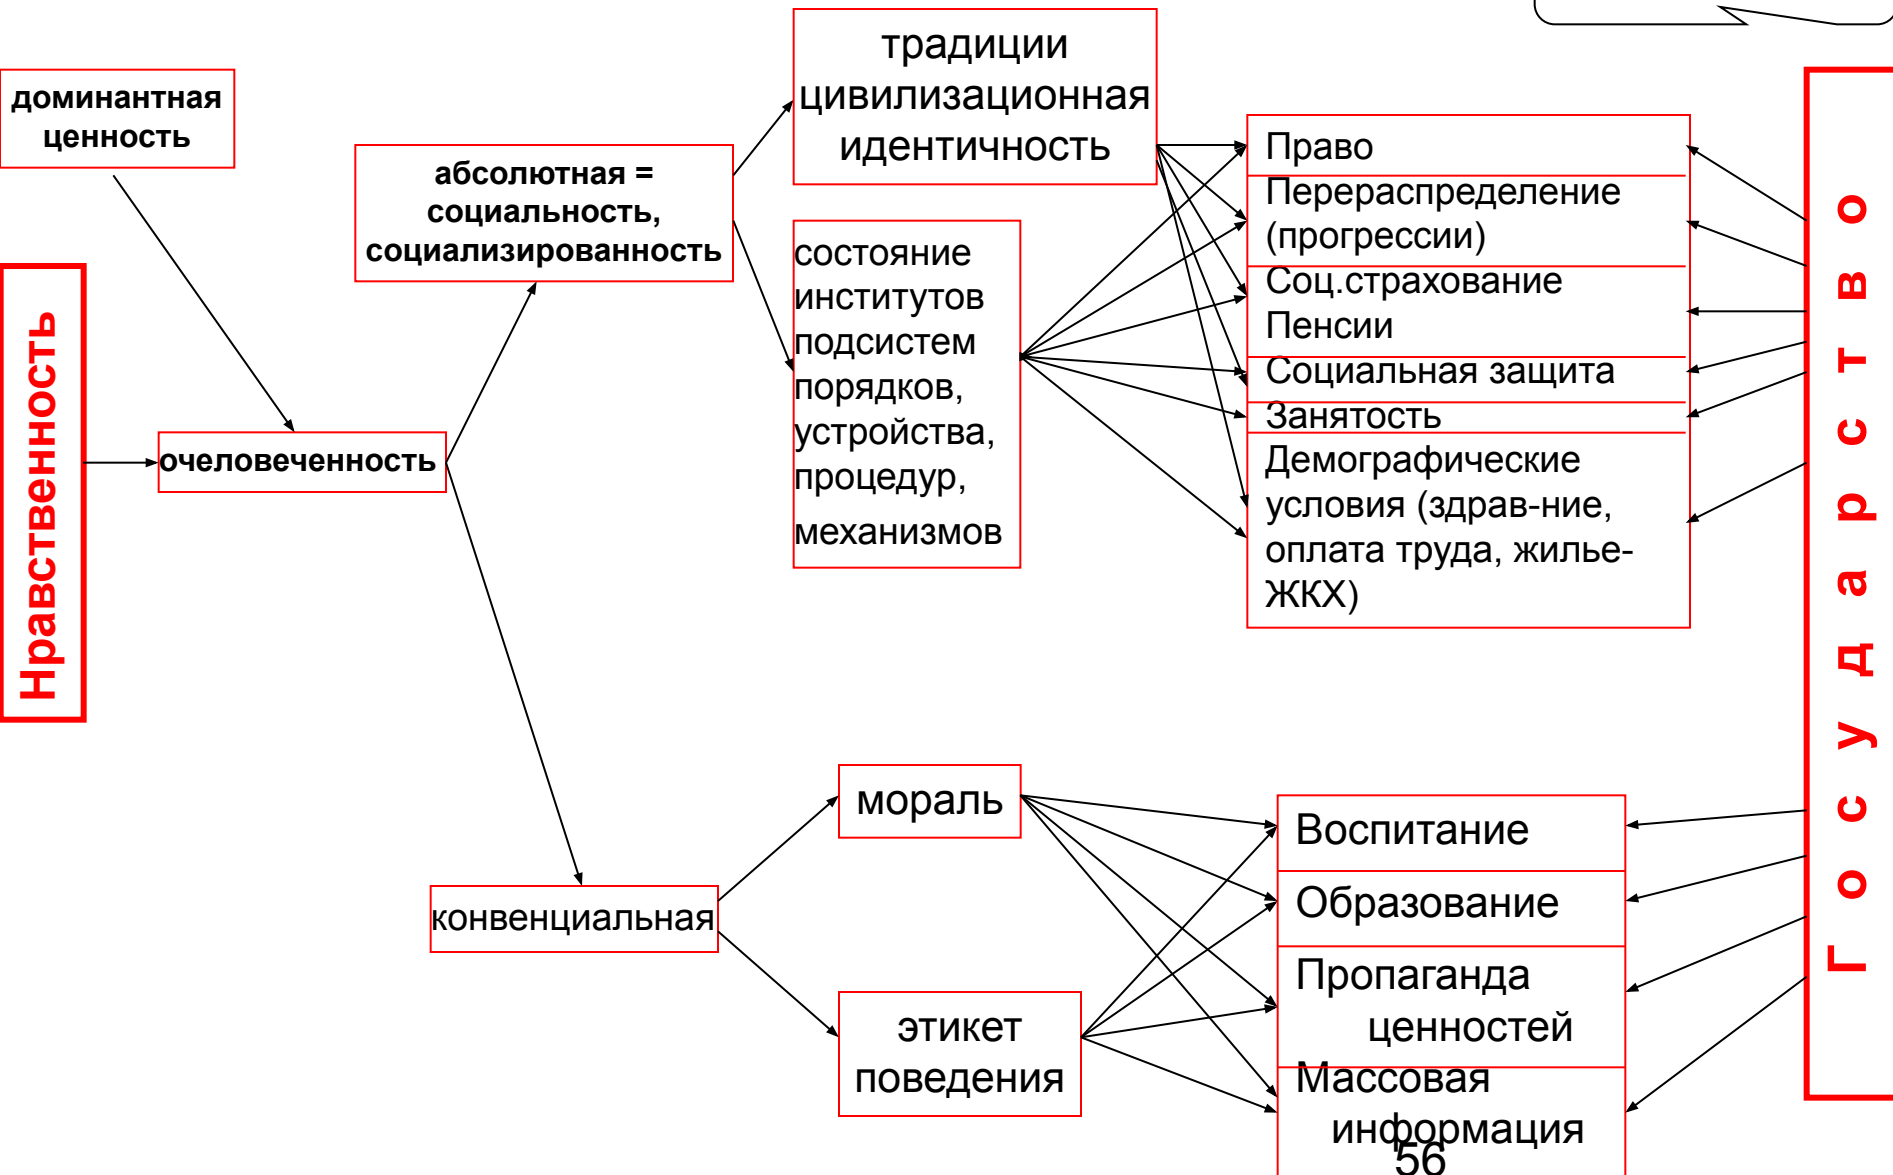 доминантная
ценность
Нравственность
очеловеченность
абсолютная =
социальность,
социализированность
конвенциальная
традиции
цивилизационная
идентичность
состояние
институтов
подсистем
порядков,
устройства,
процедур,
механизмов
мораль
этикет
поведения
Право
Перераспределение
(прогрессии)
Соц.страхование
Пенсии
Социальная защита
Занятость
Демографические
условия (здрав-ние,
оплата труда, жилье-
ЖКХ)
Воспитание
Образование
Пропаганда
ценностей
Массовая
информация
Государство
56